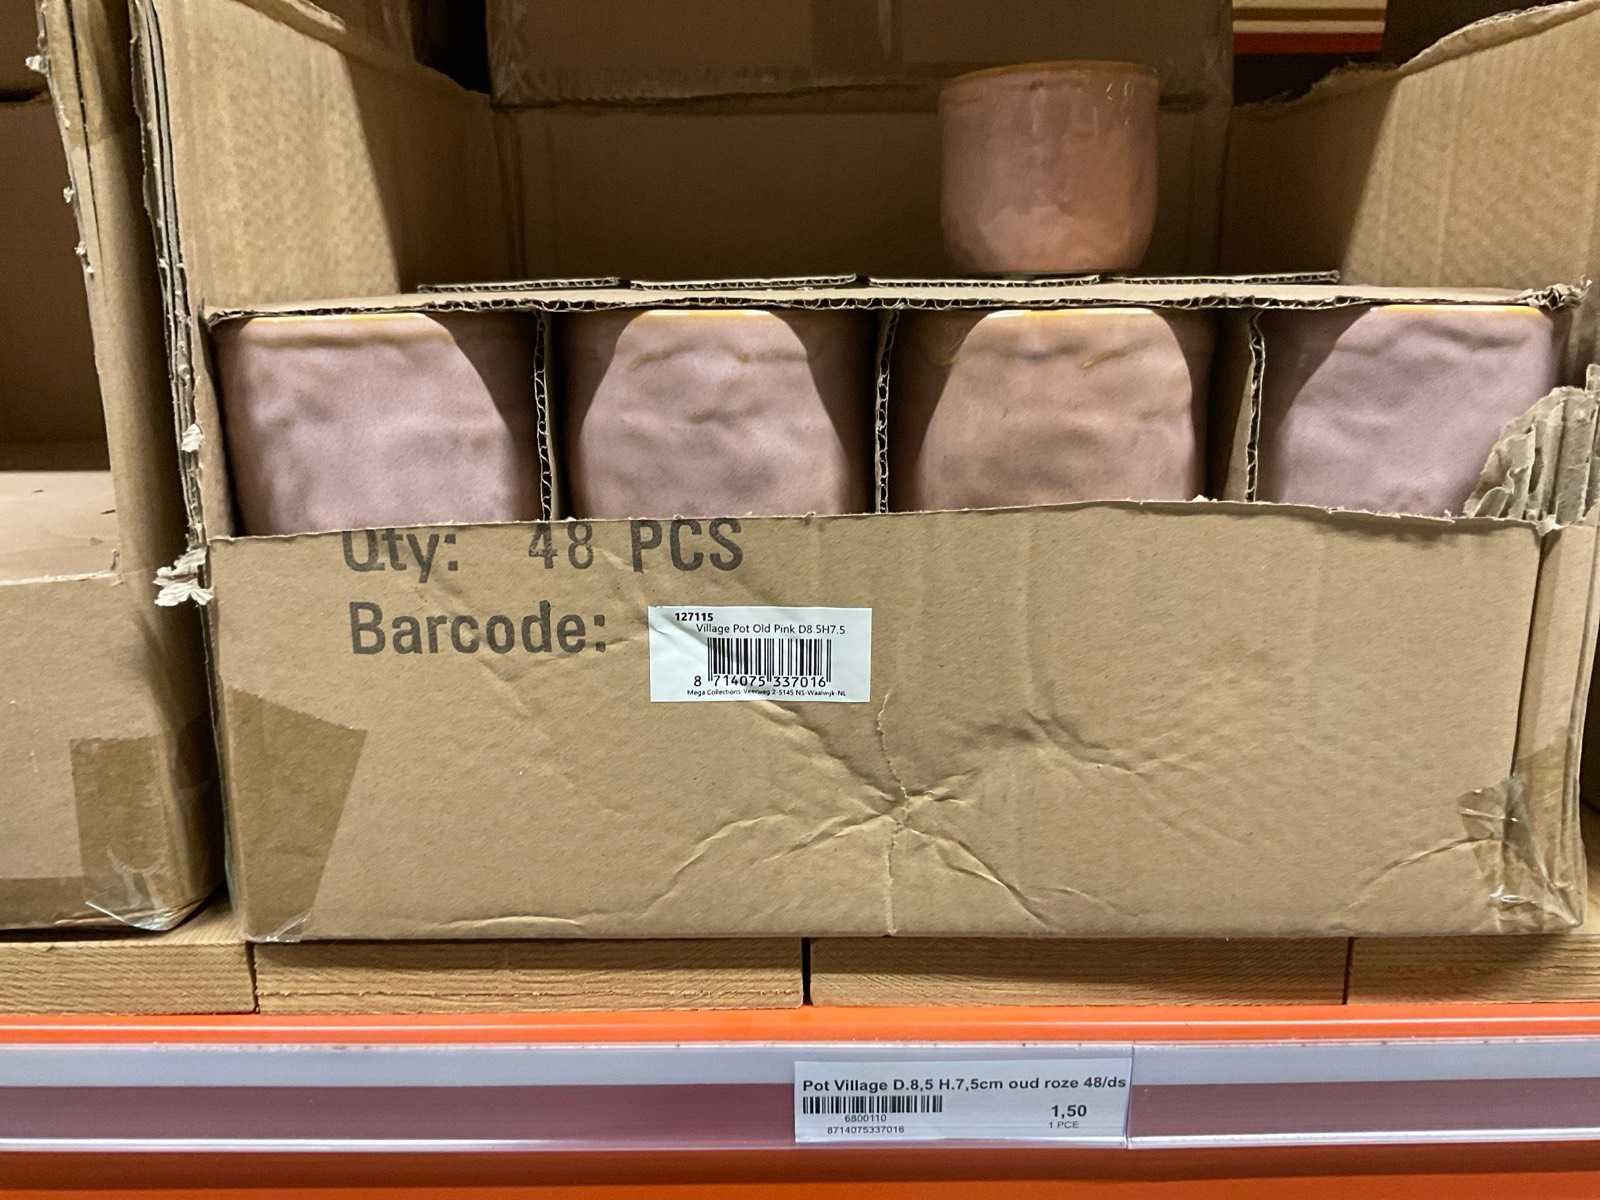 Qty: 48 PCS
Barcode:
127115
Village Pot Old Pink D8.5H7.5
8 714075 337016
Mega Collections-Veerweg 2-5145 NS-Waalwijk-NL
Pot Village D.8,5 H.7,5cm oud roze 48/ds
6800110
1,50
8714075337016
1 PCE